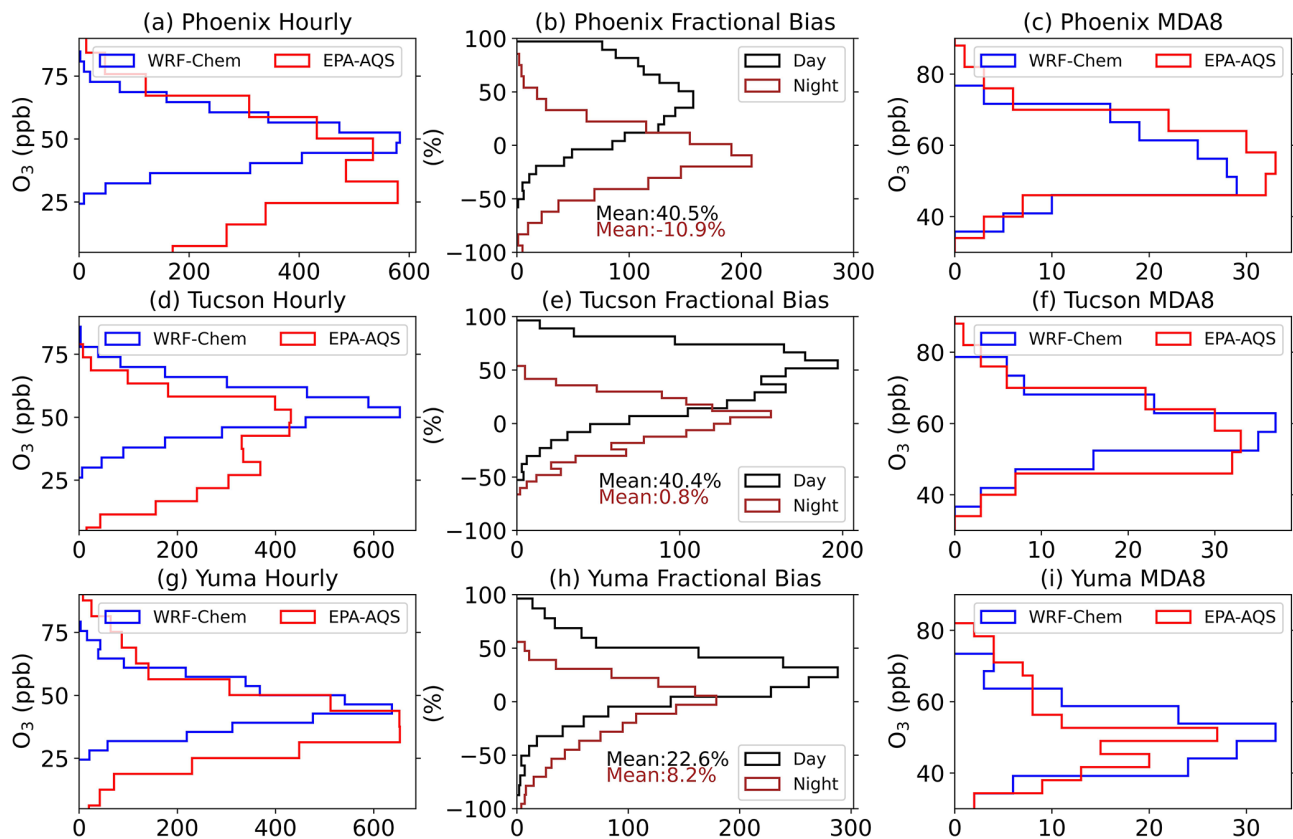 (a) Phoenix Hourly
WRF-Chem EPA-AQS
O3 (ppb)
75
50
25
0 200 400 600
(b) Phoenix Fractional Bias
Day
Night
(%)
100
50
0
−50
−100
Mean:40.5%
Mean:-10.9%
0 100 200 300
(c) Phoenix MDA8
WRF-Chem EPA-AQS
O3 (ppb)
80
60
40
0 10 20 30
(d) Tucson Hourly
WRF-Chem EPA-AQS
O3 (ppb)
75
50
25
0 200 400 600
(e) Tucson Fractional Bias
(%)
100
50
0
−50
−100
Mean:40.4%
Mean:0.8%
Day
Night
0 100 200
(f) Tucson MDA8
WRF-Chem EPA-AQS
O3 (ppb)
80
60
40
0 10 20 30
(g) Yuma Hourly
WRF-Chem EPA-AQS
O3 (ppb)
75
50
25
0 200 400 600
(h) Yuma Fractional Bias
(%)
100
50
0
−50
−100
Mean:22.6%
Mean:8.2%
Day
Night
0 100 200 300
(i) Yuma MDA8
WRF-Chem EPA-AQS
O3 (ppb)
80
60
40
0 10 20 30